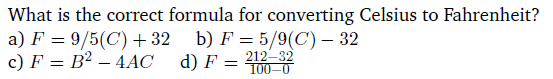 What is the correct formula for converting Celsius to Fahrenheit?
a) F = 9/5(C) + 32 b) F = 5/9(C) − 32
c) F = B² − 4AC d) F = \frac{212−32}{100−0}